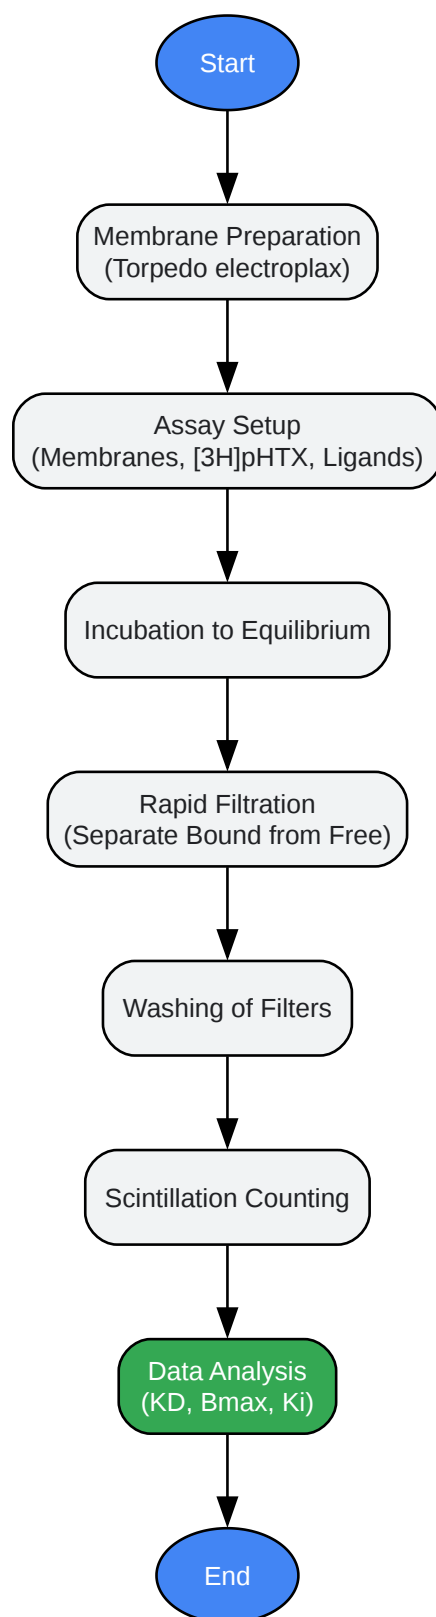 Start
Membrane Preparation
(Torpedo electroplax)
Assay Setup
(Membranes, [3H]pHTX, Ligands)
Incubation to Equilibrium
Rapid Filtration
(Separate Bound from Free)
Washing of Filters
Scintillation Counting
Data Analysis
(KD, Bmax, Ki)
End